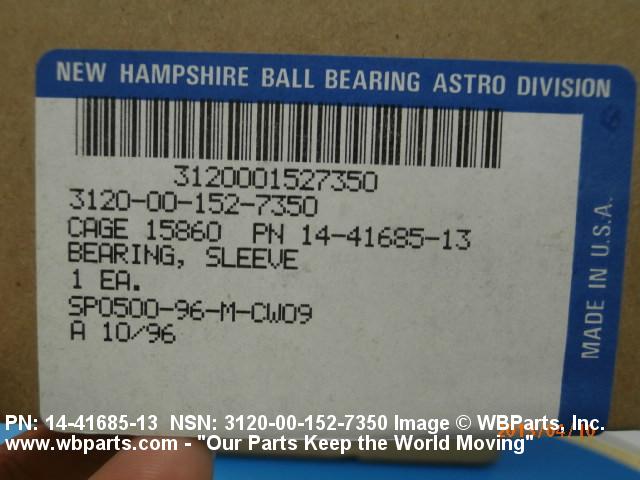 NEW HAMPSHIRE BALL BEARING ASTRO DIVISION
3120001527350
3120-00-152-7350
CAGE 15860 PN 14-41685-13
BEARING, SLEEVE
1 EA.
SPO500-96-M-CW09
A 10/96
MADE IN U.S.A.
PN: 14-41685-13 NSN: 3120-00-152-7350 Image © WBParts, Inc.
www.wbparts.com - "Our Parts Keep the World Moving"